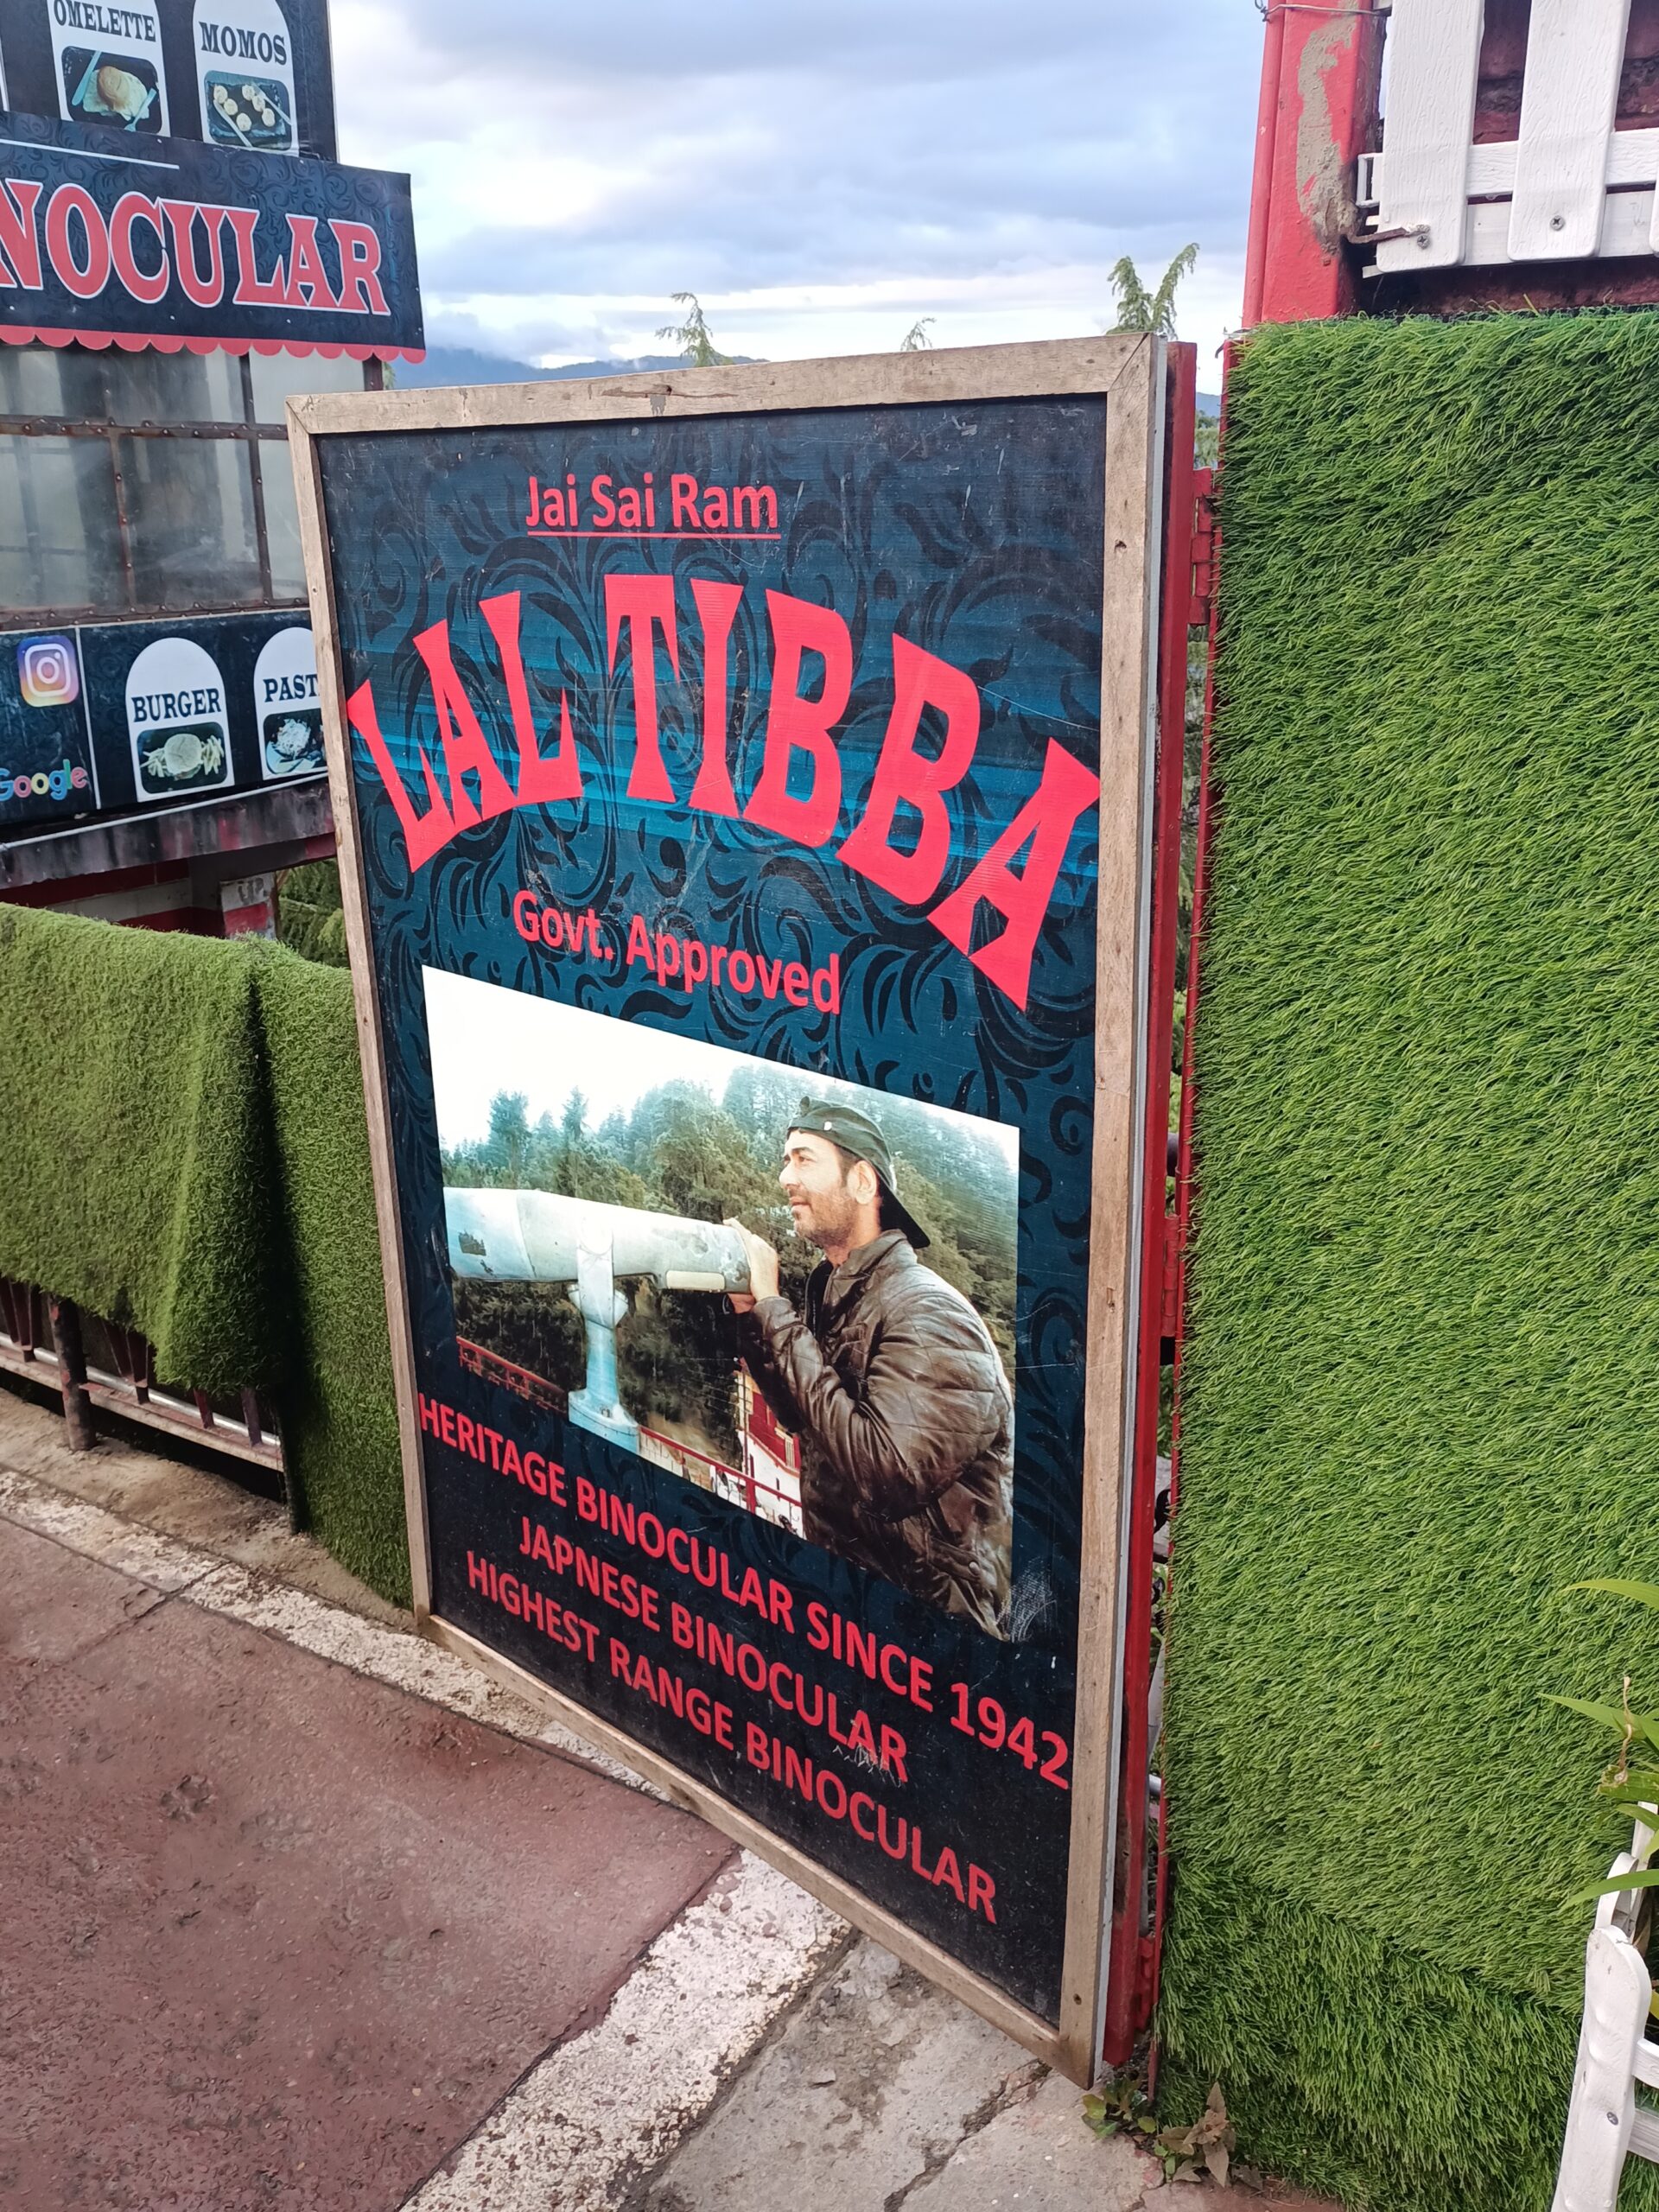 OMELETTE
MOMOS
NOCULAR
Google
BURGER
PAST
Jai Sai Ram
LAL TIBBA
Govt. Approved
HERITAGE BINOCULAR SINCE 1942
JAPNESE BINOCULAR
HIGHEST RANGE BINOCULAR